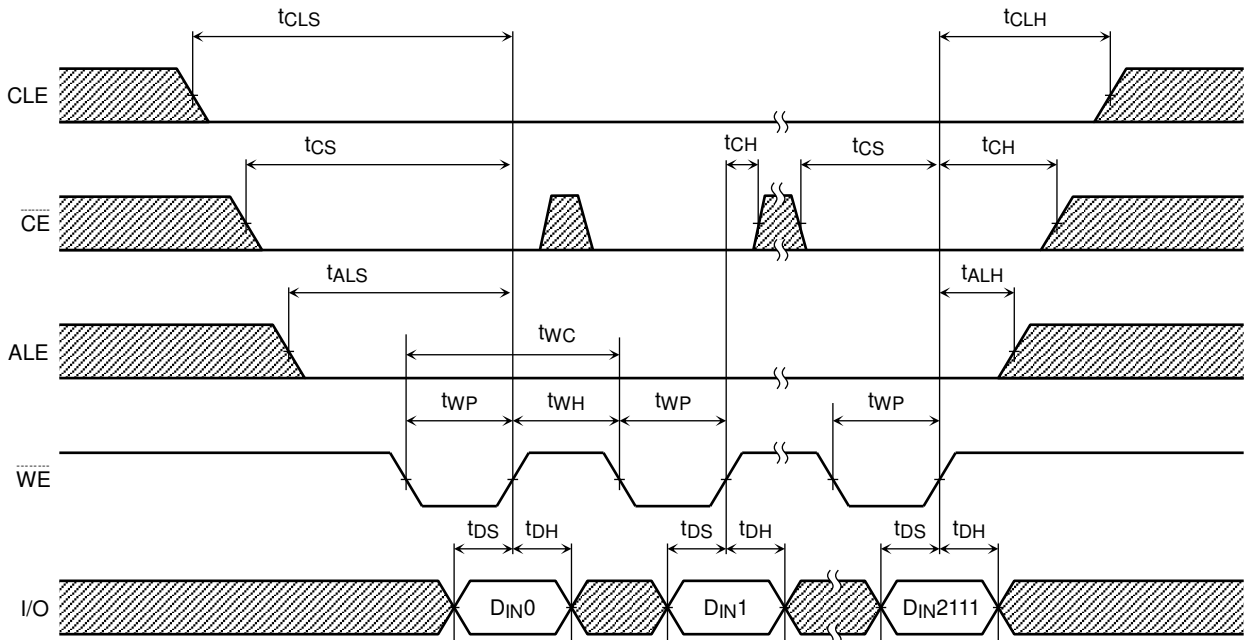 tCLS tCLH
CLE
tCS tCH tCS tCH
CE
tALS tALH
ALE
tWC
tWP tWH tWP tWP
WE
tDS tDH tDS tDH tDS tDH
I/O DIN0 DIN1 DIN2111